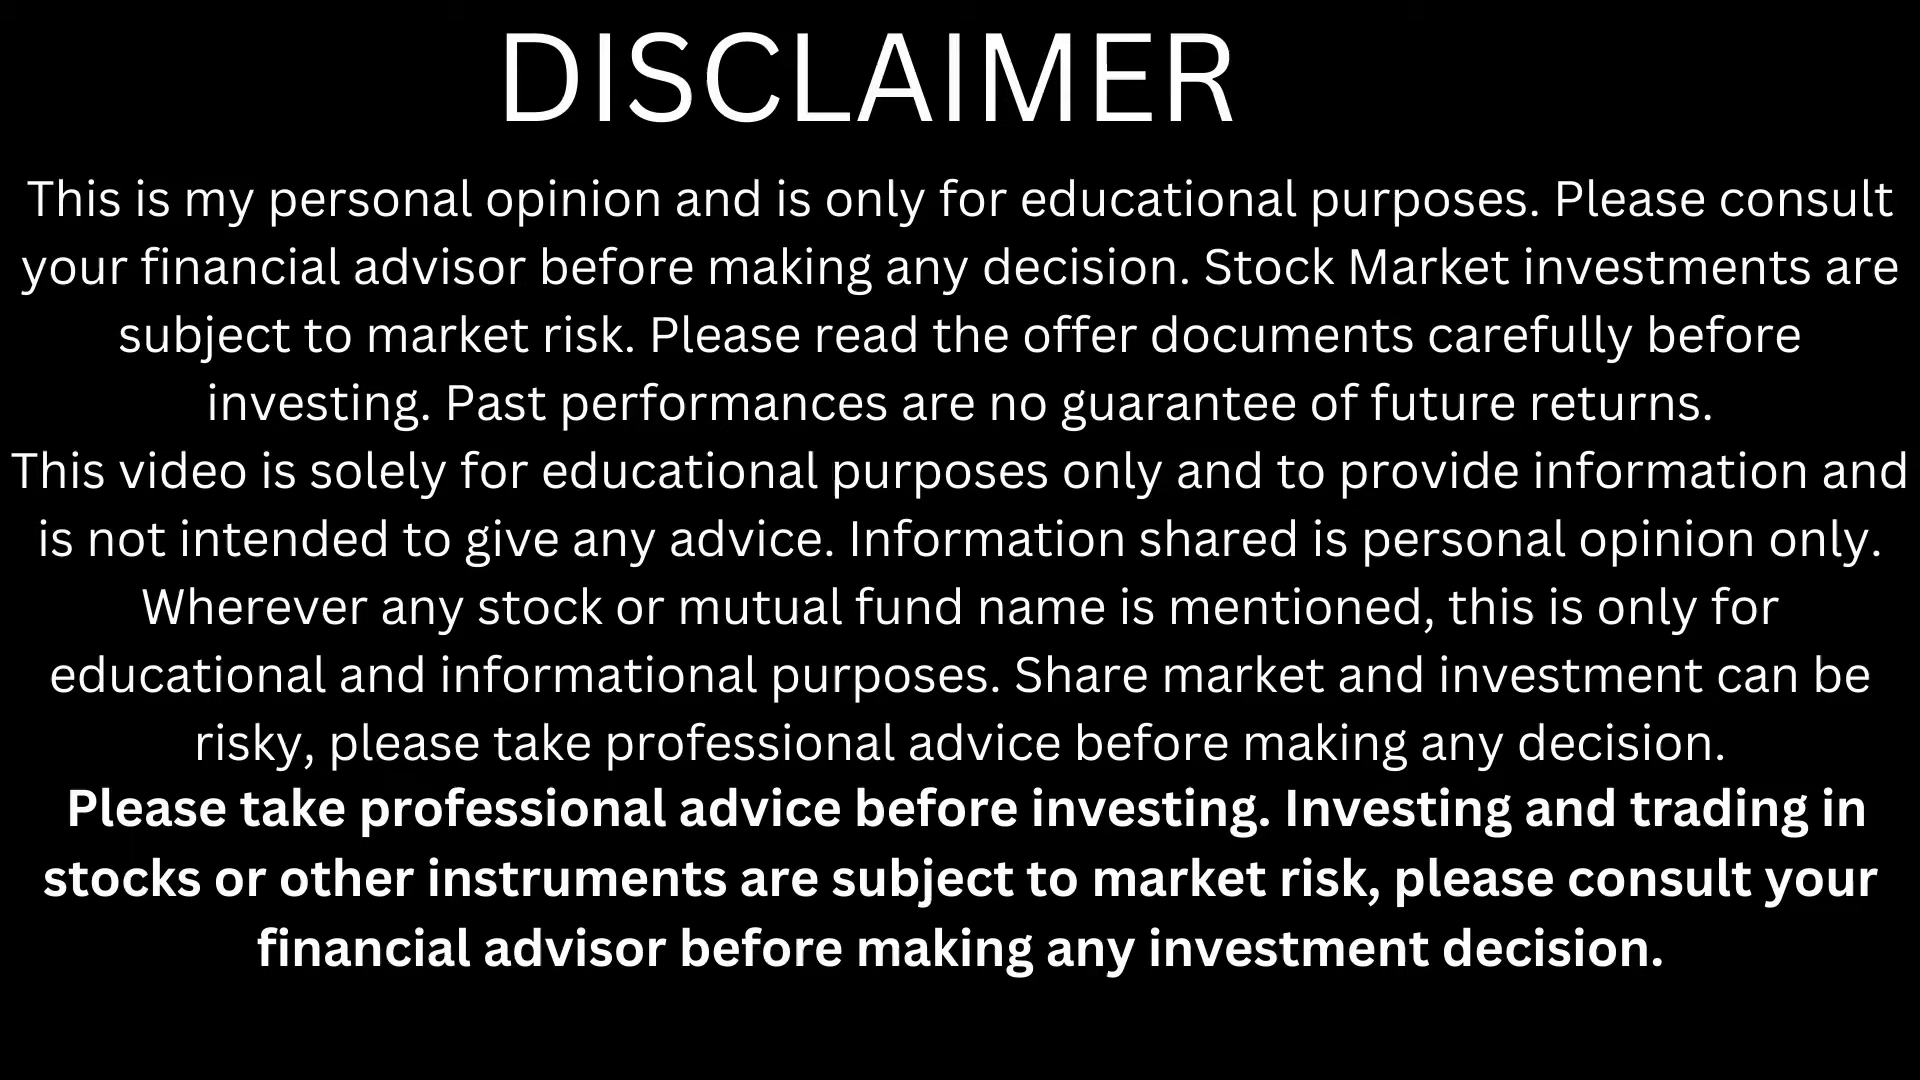 DISCLAIMER
This is my personal opinion and is only for educational purposes. Please consult
your financial advisor before making any decision. Stock Market investments are
subject to market risk. Please read the offer documents carefully before
investing. Past performances are no guarantee of future returns.
This video is solely for educational purposes only and to provide information and
is not intended to give any advice. Information shared is personal opinion only.
Wherever any stock or mutual fund name is mentioned, this is only for
educational and informational purposes. Share market and investment can be
risky, please take professional advice before making any decision.
Please take professional advice before investing. Investing and trading in
stocks or other instruments are subject to market risk, please consult your
financial advisor before making any investment decision.